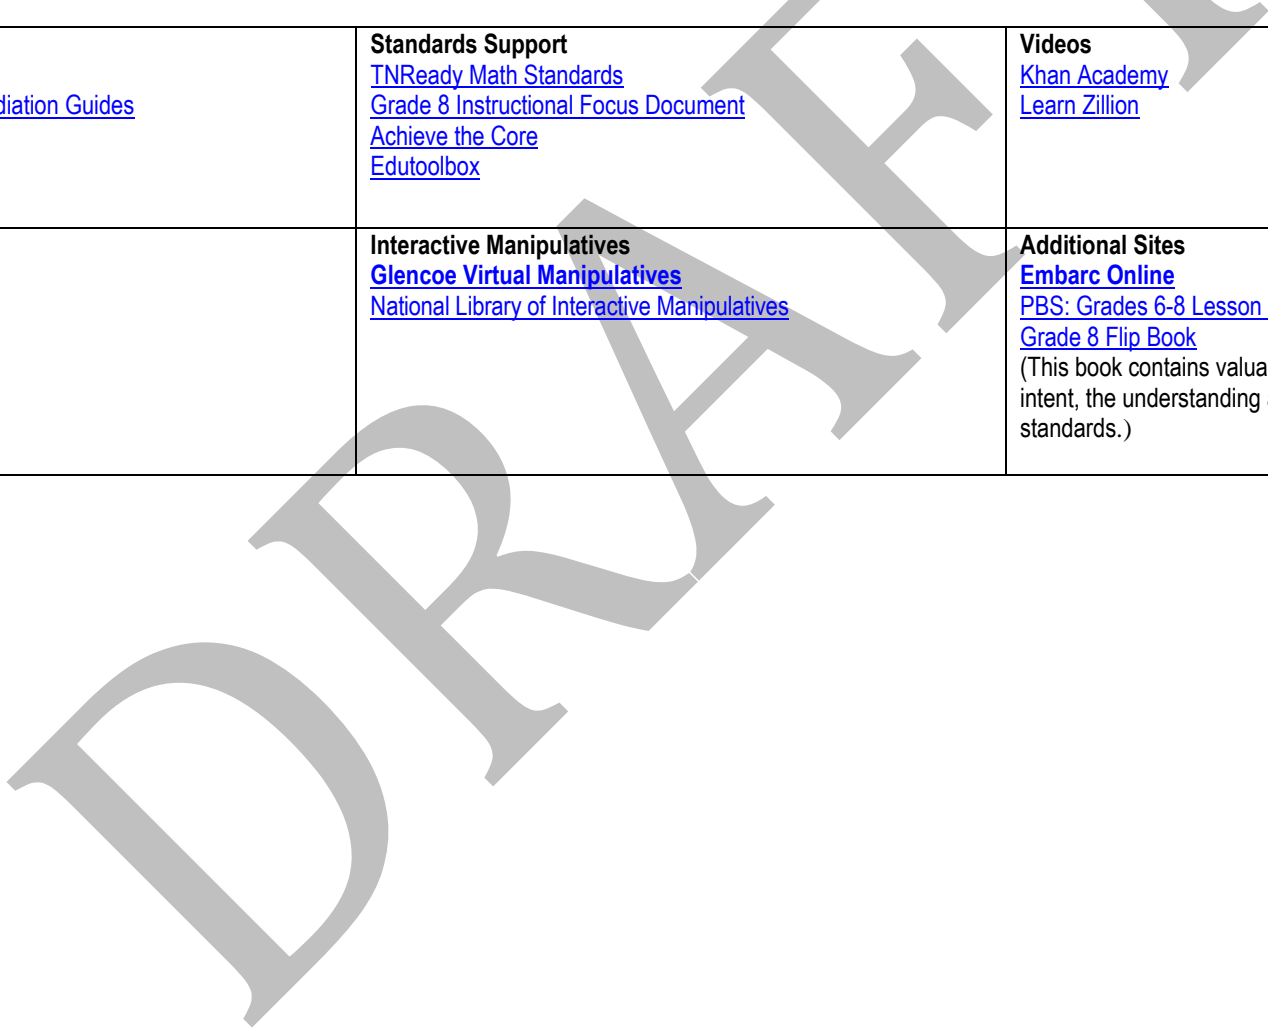 diation Guides
Standards Support
TNReady Math Standards
Grade 8 Instructional Focus Document
Achieve the Core
Edutoolbox
Videos
Khan Academy
Learn Zillion
Interactive Manipulatives
Glencoe Virtual Manipulatives
National Library of Interactive Manipulatives
Additional Sites
Embarc Online
PBS: Grades 6-8 Lesson
Grade 8 Flip Book
(This book contains valua
intent, the understanding
standards.)
DRAF